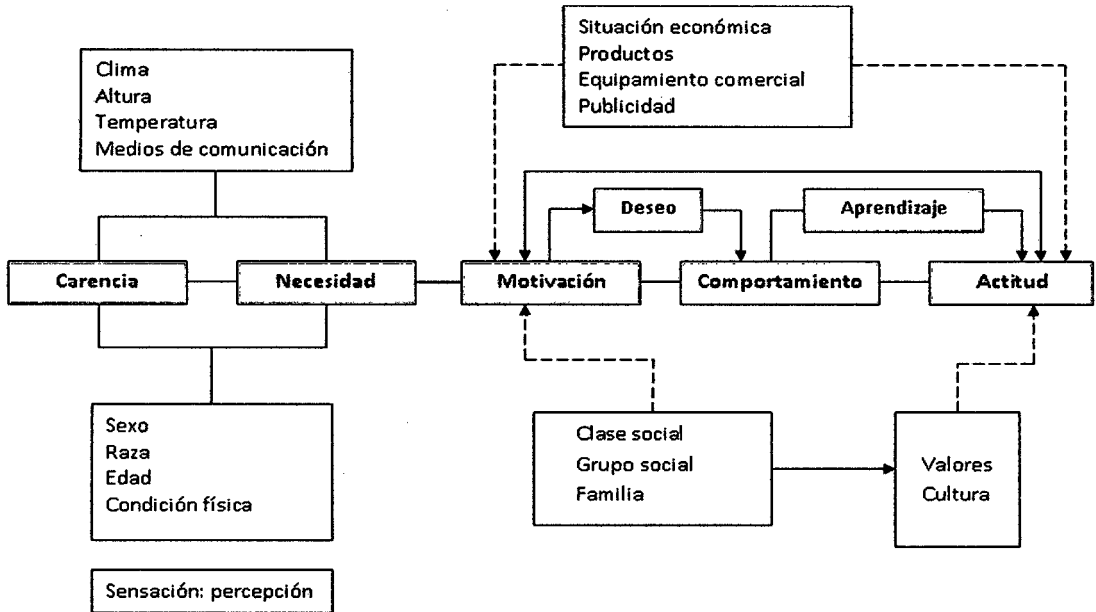 Situación económica
Productos
Equipamiento comercial
Publicidad
Clima
Altura
Temperatura
Medios de comunicación
Deseo
Aprendizaje
Carencia
Necesidad
Motivación
Comportamiento
Actitud
Sexo
Raza
Edad
Condición física
Clase social
Grupo social
Familia
Valores
Cultura
Sensación: percepción